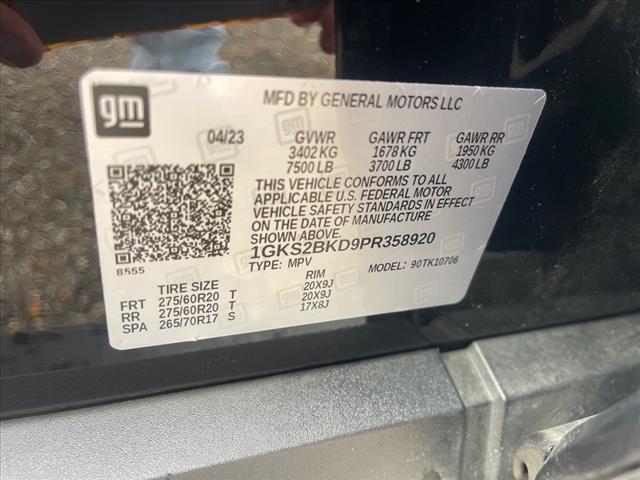 gm
MFD BY GENERAL MOTORS LLC
04/23 GVWR GAWR FRT GAWR RR
3402 KG 1678 KG 1950 KG
7500 LB 3700 LB 4300 LB
THIS VEHICLE CONFORMS TO ALL
APPLICABLE U.S. FEDERAL MOTOR
VEHICLE SAFETY STANDARDS IN EFFECT
ON THE DATE OF MANUFACTURE
SHOWN ABOVE.
1GKS2BKD9PR358920
8555
TYPE: MPV MODEL: 90TK10706
TIRE SIZE RIM
FRT 275/60R20 T 20X9J
RR 275/60R20 T 20X9J
SPA 265/70R17 S 17X8J